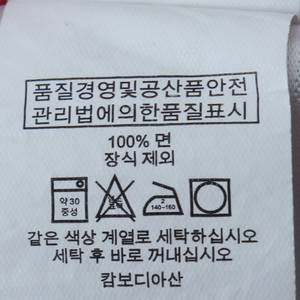 품질경영및공산품안전
관리법에의한품질표시
100% 면
장식 제외
약 30
중성
2
140~160
같은 색상 계열로 세탁하십시오
세탁 후 바로 꺼내십시오
캄보디아산